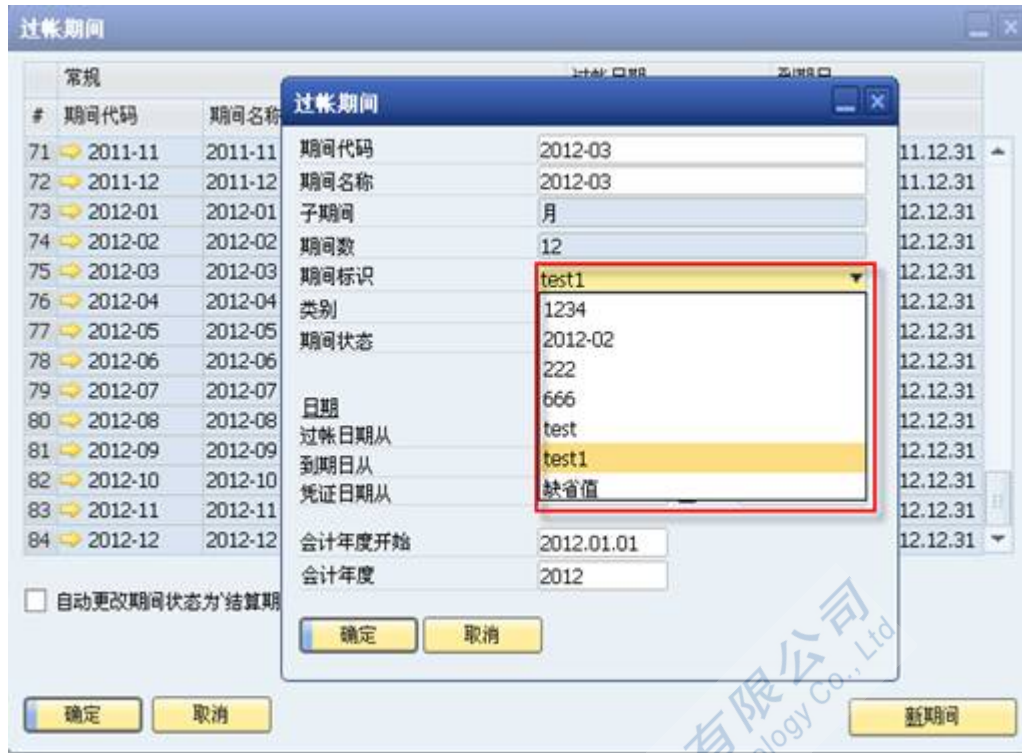 过帐期间
常规 过帐日期 到期日
# 期间代码 期间名称
71 2011-11 2011-11 11.12.31
72 2011-12 2011-12 11.12.31
73 2012-01 2012-01 12.12.31
74 2012-02 2012-02 12.12.31
75 2012-03 2012-03 12.12.31
76 2012-04 2012-04 12.12.31
77 2012-05 2012-05 12.12.31
78 2012-06 2012-06 12.12.31
79 2012-07 2012-07 12.12.31
80 2012-08 2012-08 12.12.31
81 2012-09 2012-09 12.12.31
82 2012-10 2012-10 12.12.31
83 2012-11 2012-11 12.12.31
84 2012-12 2012-12 12.12.31
自动更改期间状态为‘结算期
确定 取消 新期间
过帐期间
期间代码 2012-03
期间名称 2012-03
子期间 月
期间数 12
期间标识 test1
类别 1234
期间状态 2012-02
222
日期 666
过帐日期从 test
到期日从 test1
凭证日期从 缺省值
会计年度开始 2012.01.01
会计年度 2012
确定 取消
有限公司
ology Co., Ltd